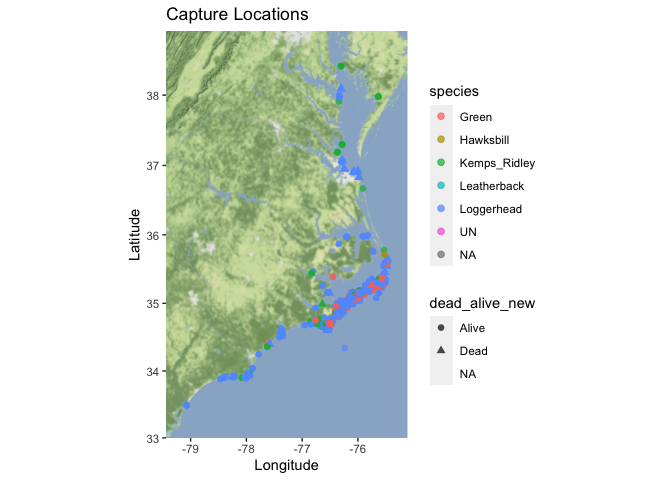 Capture Locations
38
37
36
35
34
33
-79
-78
-77
-76
Longitude
Latitude
species
Green
Hawksbill
Kemps_Ridley
Leatherback
Loggerhead
UN
NA
dead_alive_new
Alive
Dead
NA